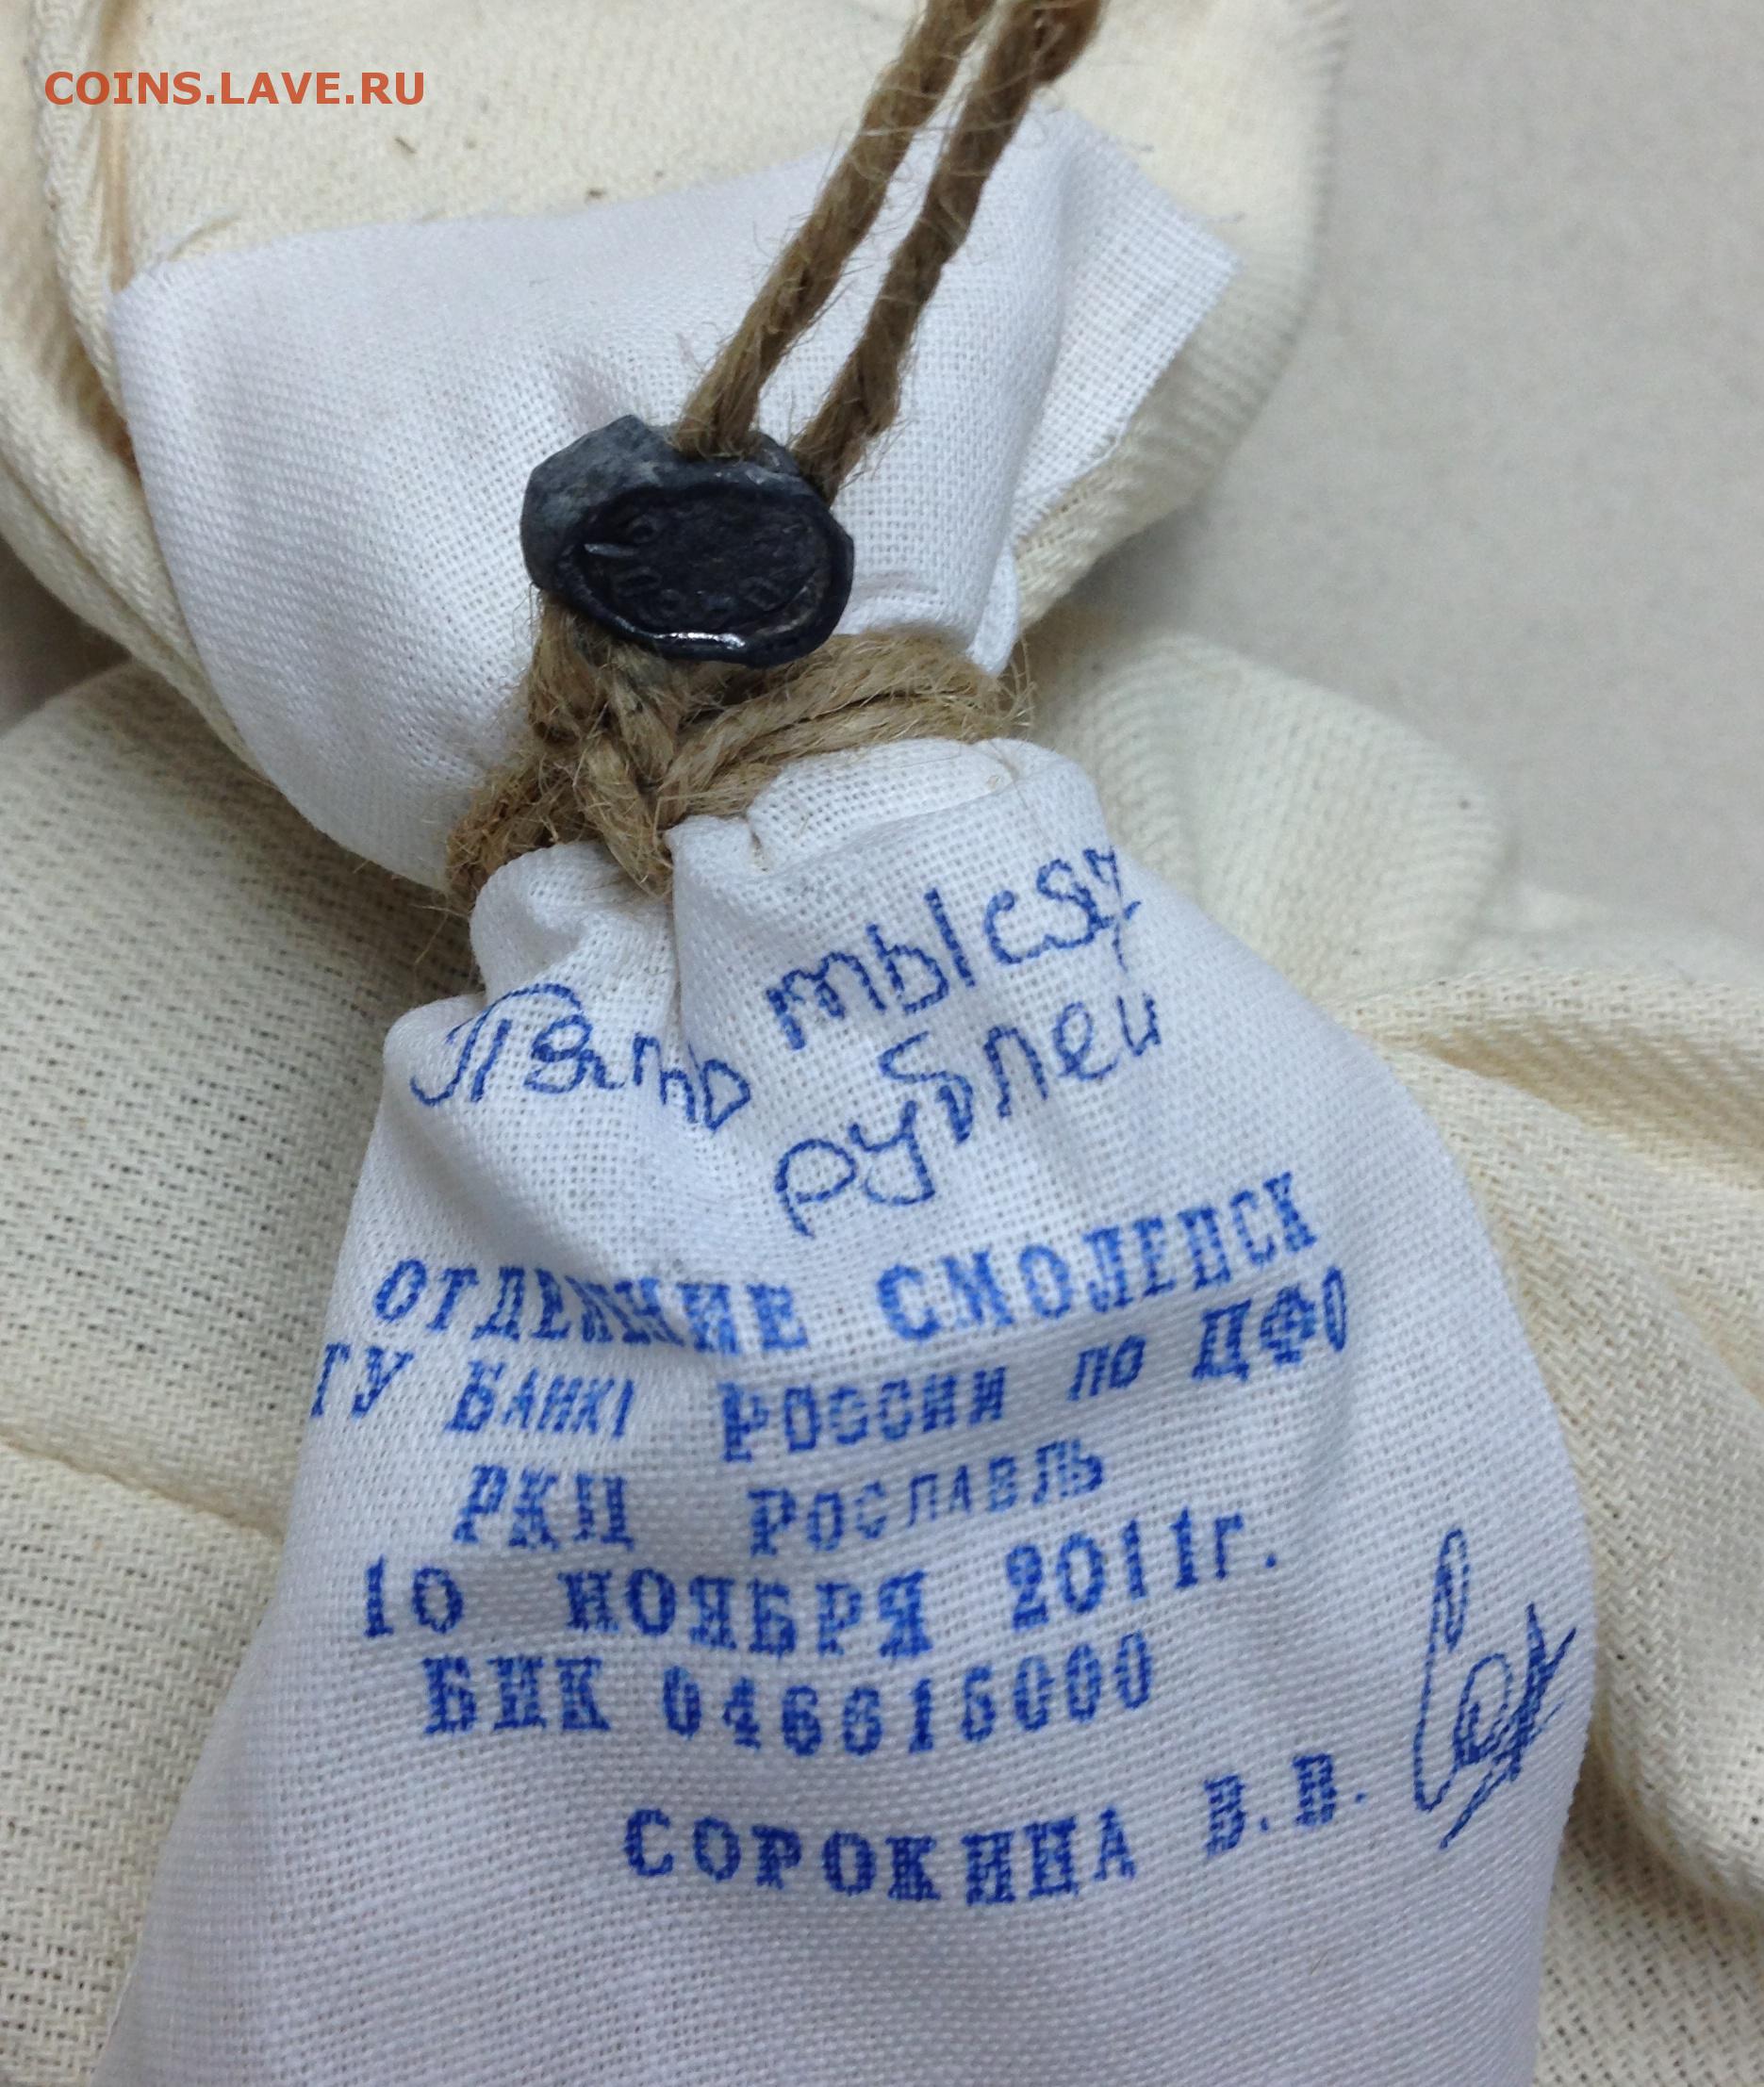 COINS.LAVE.RU
Пять тысяч
рублей
ОТДЕЛЕНИЕ СМОЛЕНСК
ГУ БАНКА РОССИИ ПО ЦФО
РКЦ РОСЛАВЛЬ
10 НОЯБРЯ 2011г.
БИК 046615000
СОРОКИНА В.В.